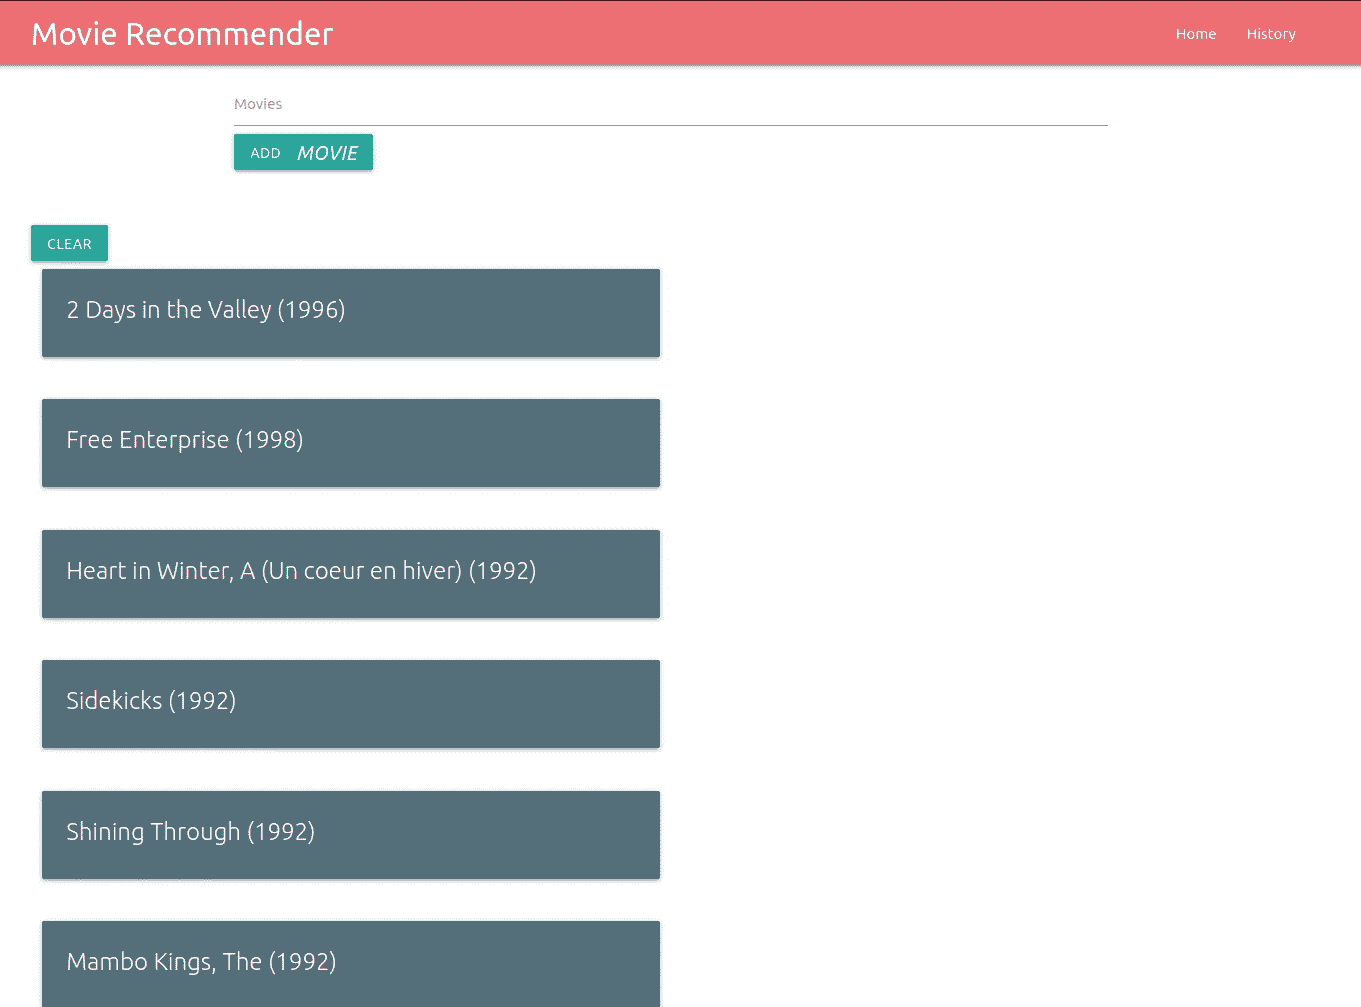 Movie Recommender
Home History
Movies
ADD MOVIE
CLEAR
2 Days in the Valley (1996)
Free Enterprise (1998)
Heart in Winter, A (Un coeur en hiver) (1992)
Sidekicks (1992)
Shining Through (1992)
Mambo Kings, The (1992)